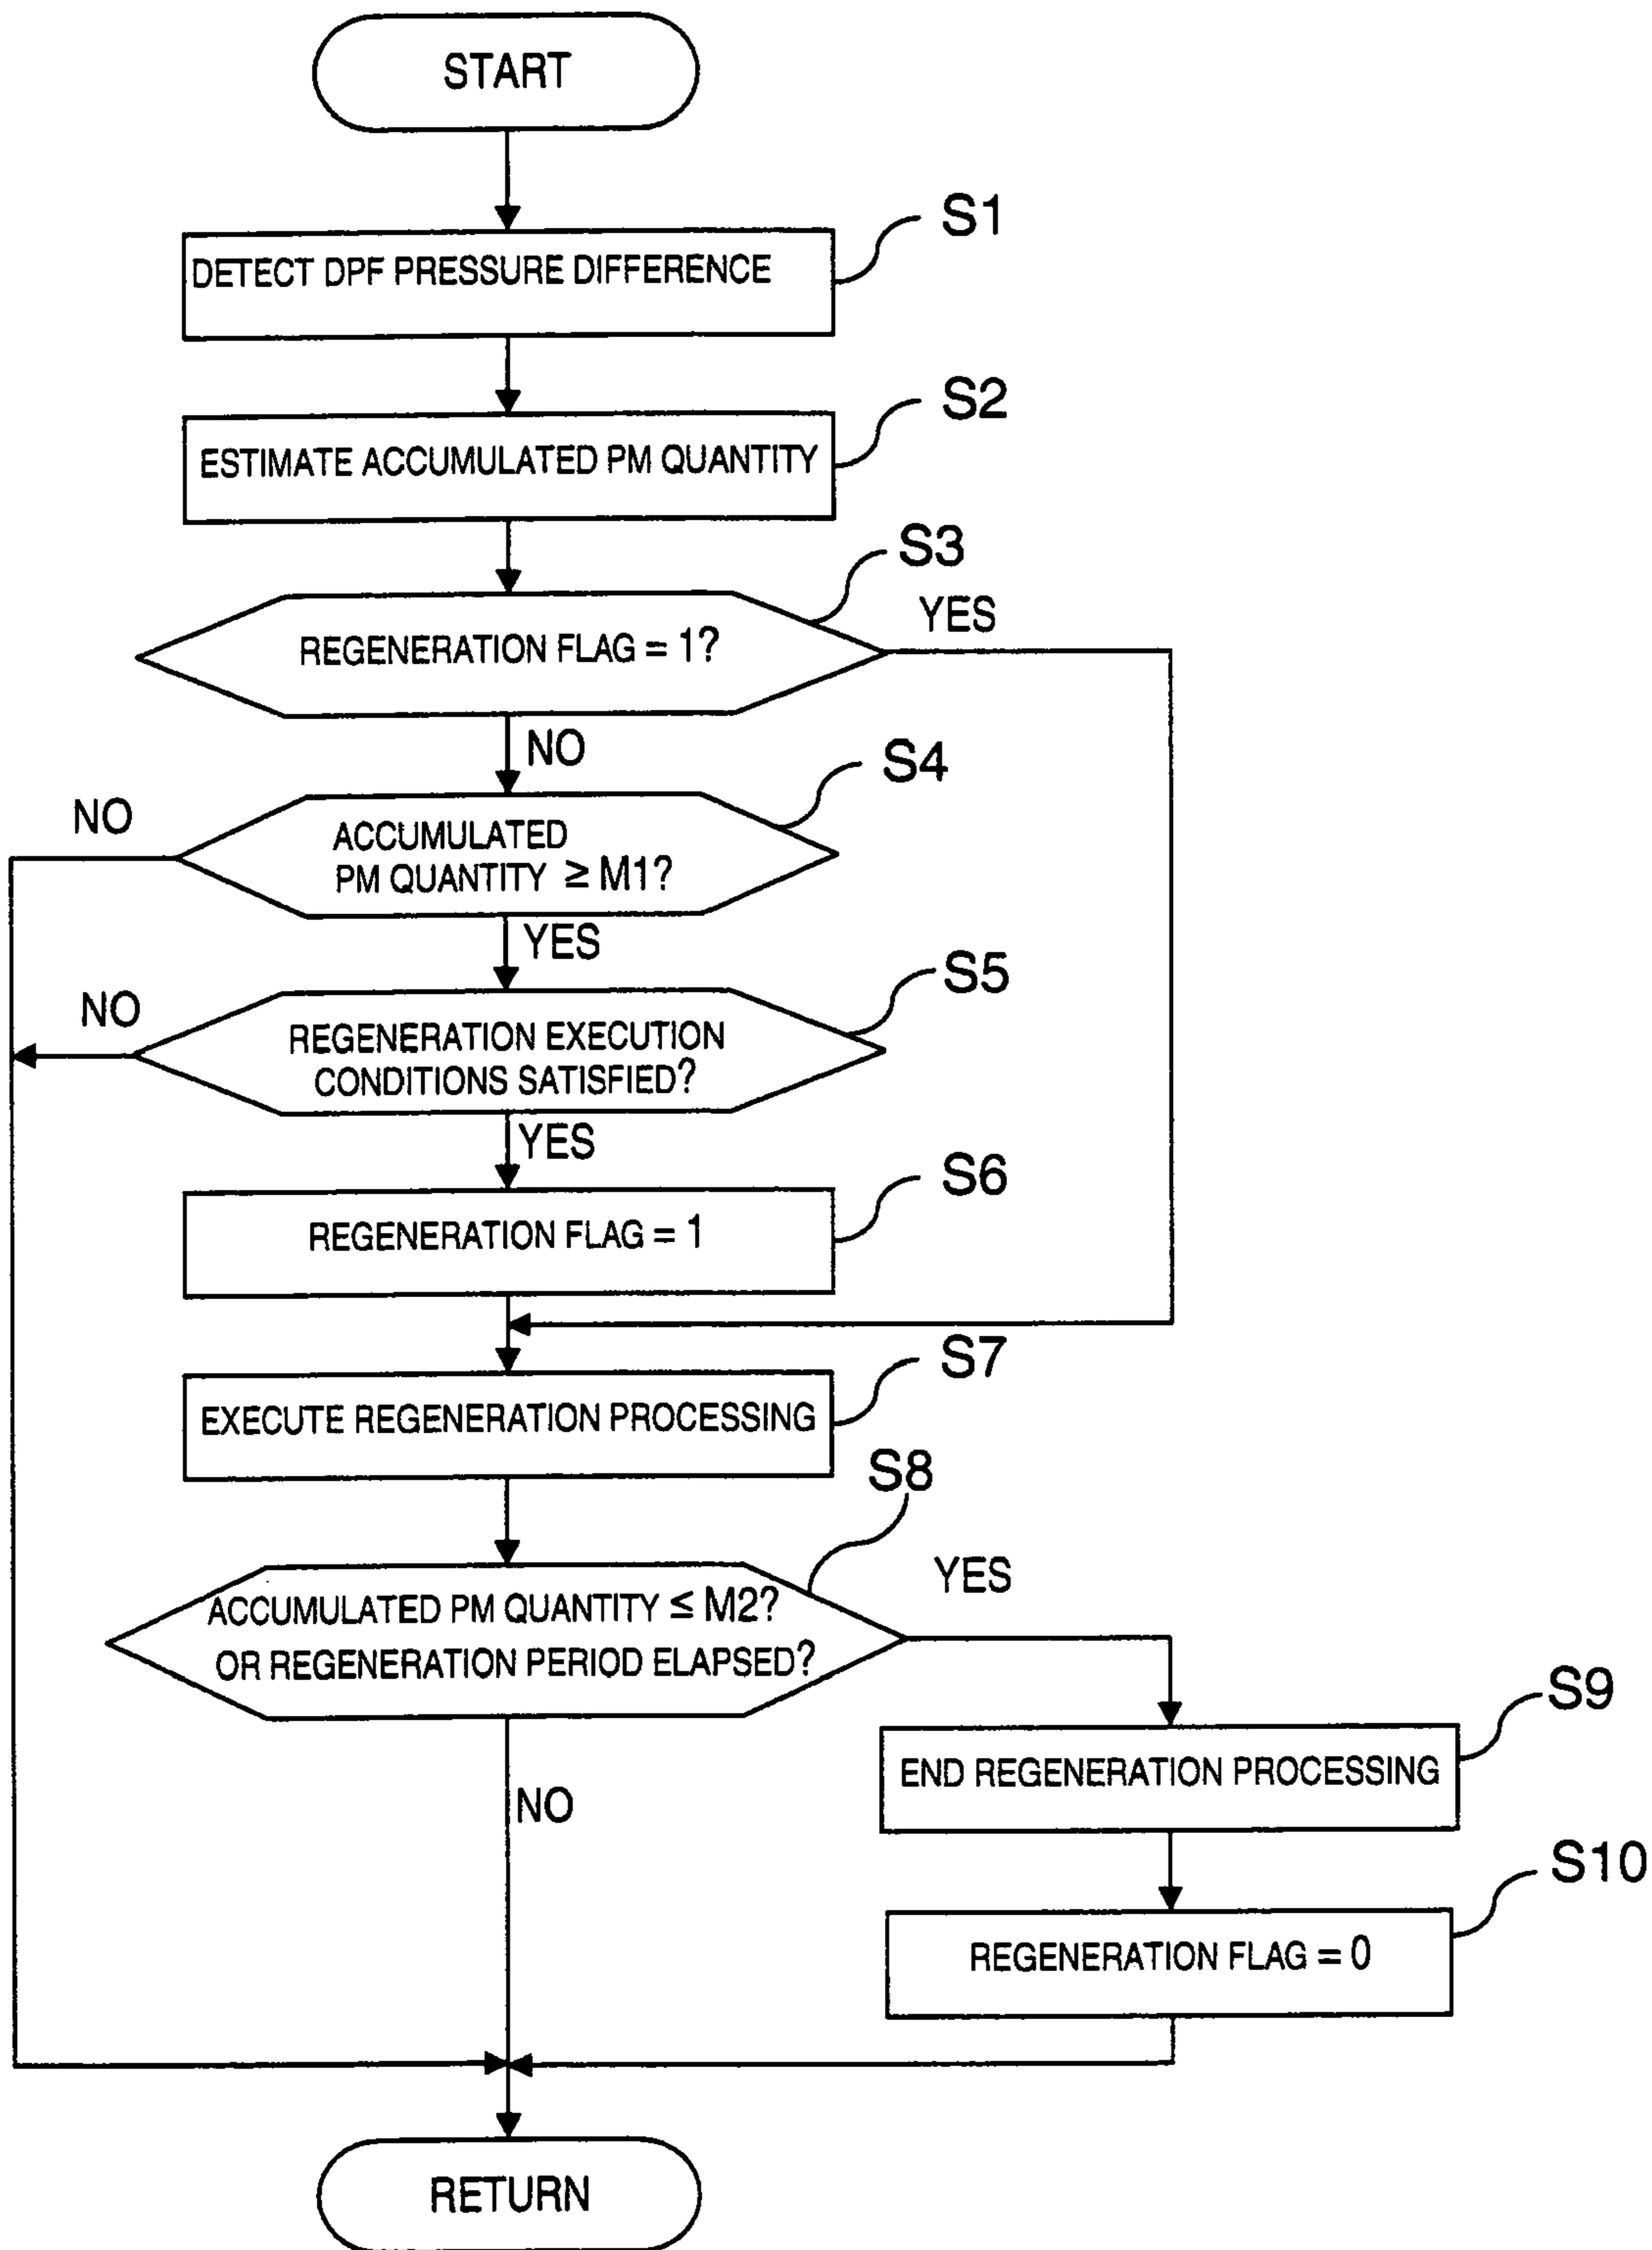 START
S1
DETECT DPF PRESSURE DIFFERENCE
S2
ESTIMATE ACCUMULATED PM QUANTITY
S3
YES
REGENERATION FLAG = 1?
NO
S4
NO
ACCUMULATED
PM QUANTITY ≥ M1?
YES
S5
NO
REGENERATION EXECUTION
CONDITIONS SATISFIED?
YES
S6
REGENERATION FLAG = 1
S7
EXECUTE REGENERATION PROCESSING
S8
YES
ACCUMULATED PM QUANTITY ≤ M2?
OR REGENERATION PERIOD ELAPSED?
S9
END REGENERATION PROCESSING
NO
S10
REGENERATION FLAG = 0
RETURN